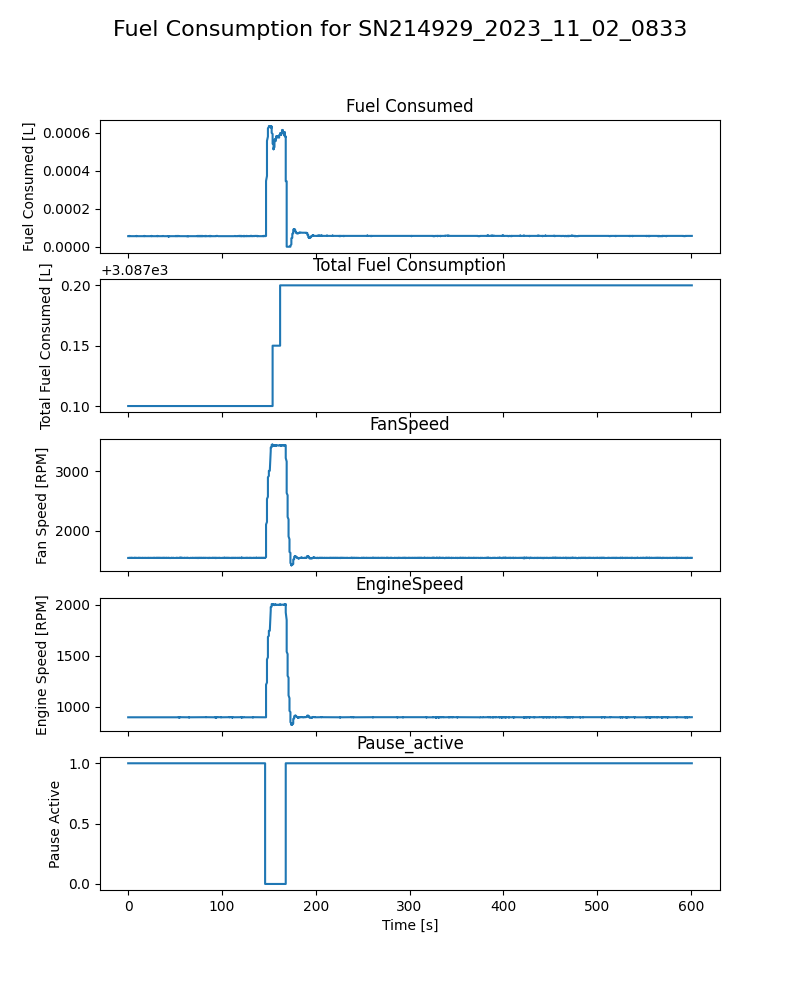 Fuel Consumption for SN214929_2023_11_02_0833
Fuel Consumed
Fuel Consumed [L]
0.0006
0.0004
0.0002
0.0000
Total Fuel Consumption
+3.087e3
Total Fuel Consumed [L]
0.20
0.15
0.10
FanSpeed
Fan Speed [RPM]
3000
2000
EngineSpeed
Engine Speed [RPM]
2000
1500
1000
Pause_active
Pause Active
1.0
0.5
0.0
0 100 200 300 400 500 600
Time [s]